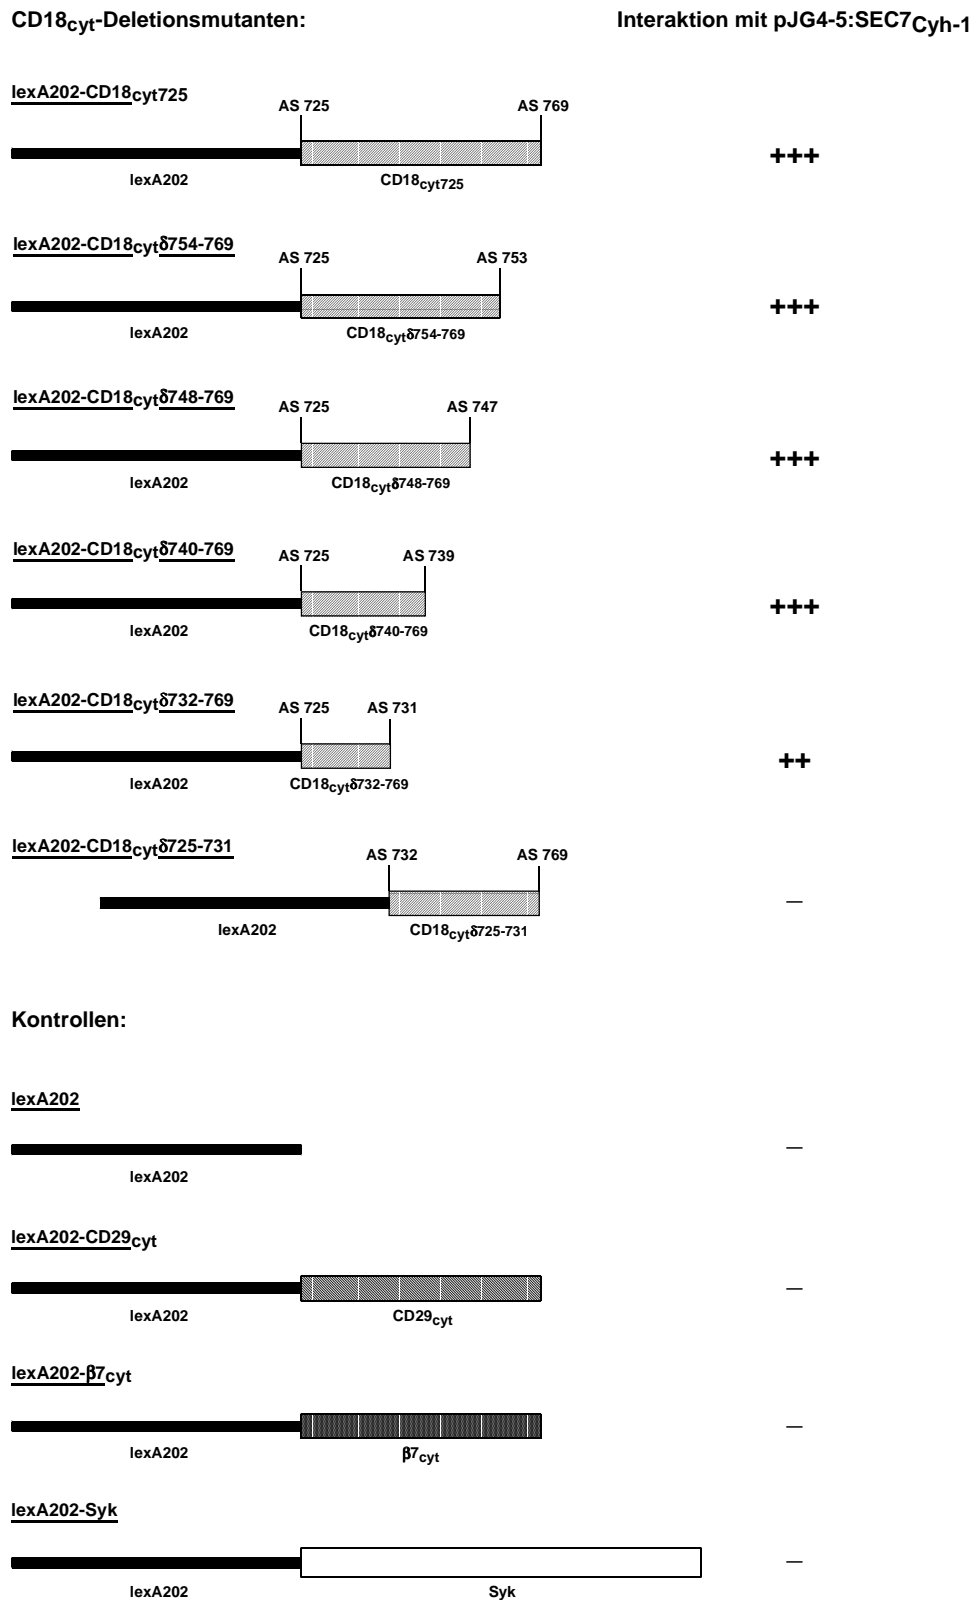 CD18cyt-Deletionsmutanten: Interaktion mit pJG4-5:SEC7Cyh-1
lexA202-CD18cyt725
AS 725 AS 769
+++
lexA202 CD18cyt725
lexA202-CD18cytδ754-769
AS 725 AS 753
+++
lexA202 CD18cytδ754-769
lexA202-CD18cytδ748-769
AS 725 AS 747
+++
lexA202 CD18cytδ748-769
lexA202-CD18cytδ740-769
AS 725 AS 739
+++
lexA202 CD18cytδ740-769
lexA202-CD18cytδ732-769
AS 725 AS 731
++
lexA202 CD18cytδ732-769
lexA202-CD18cytδ725-731
AS 732 AS 769
–
lexA202 CD18cytδ725-731
Kontrollen:
lexA202
–
lexA202
lexA202-CD29cyt
–
lexA202 CD29cyt
lexA202-β7cyt
–
lexA202 β7cyt
lexA202-Syk
–
lexA202 Syk